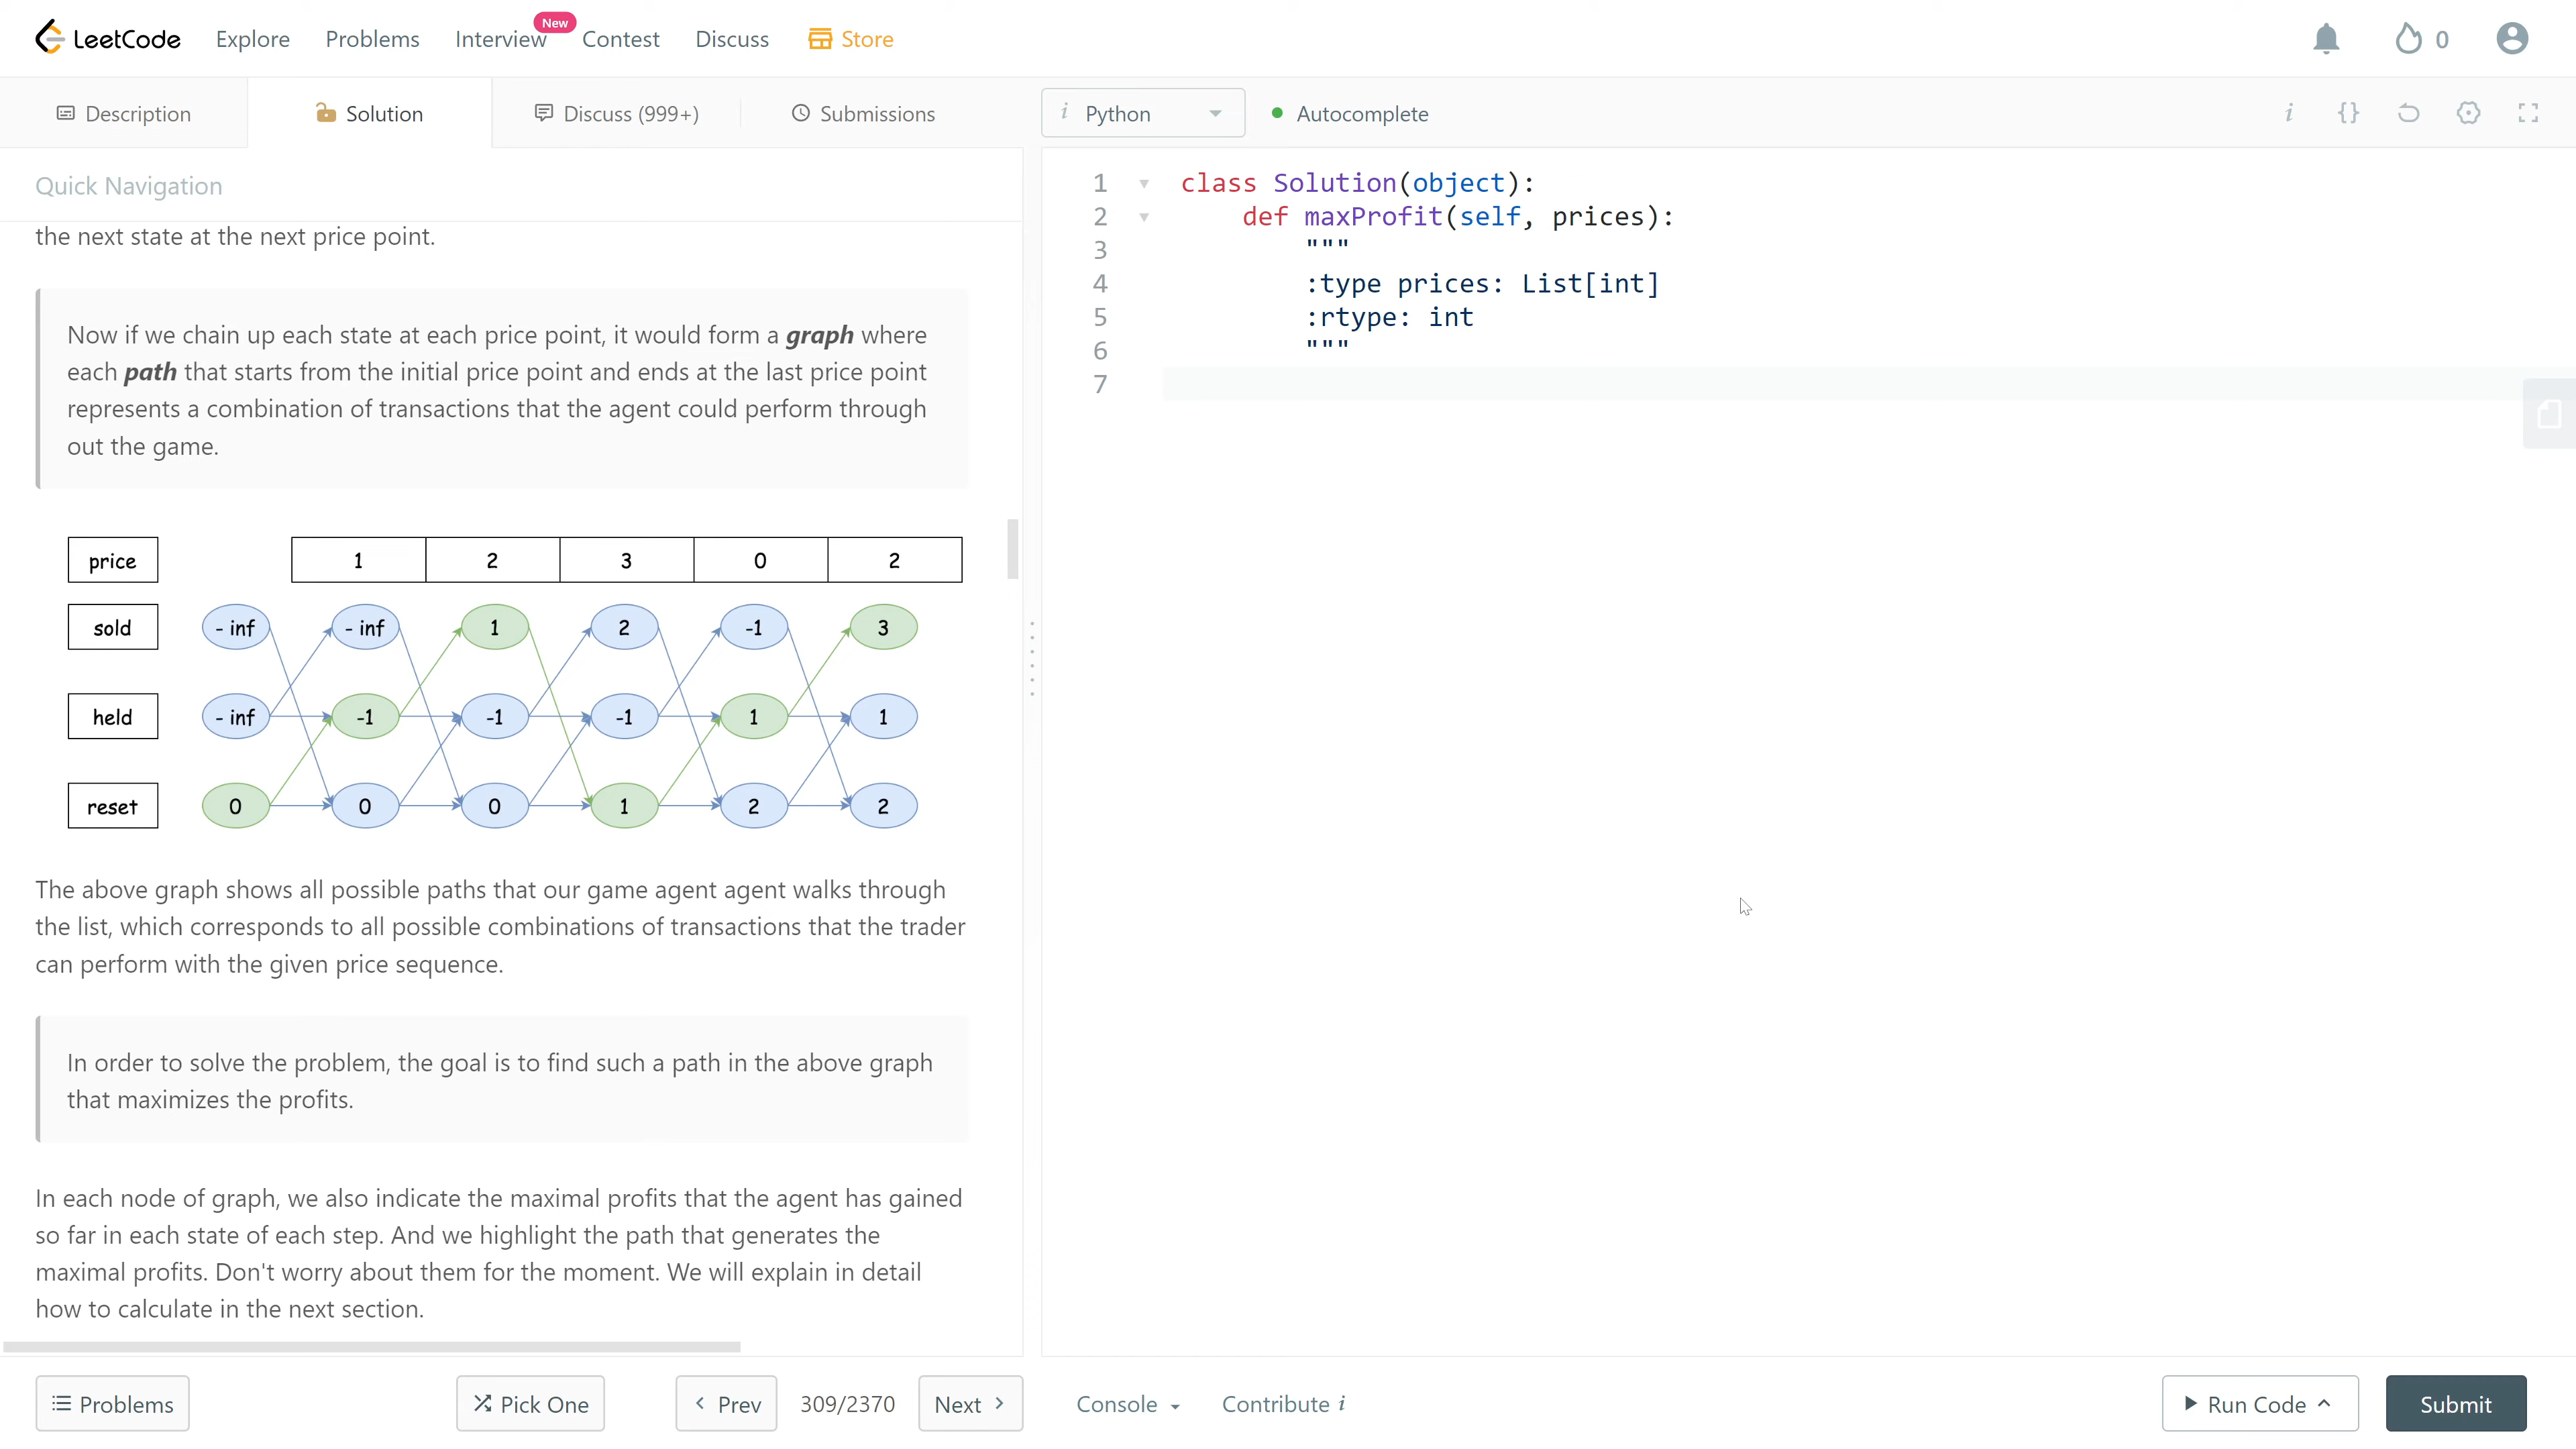 LeetCode Explore Problems Interview New Contest Discuss Store 0
Description Solution Discuss (999+) Submissions i Python Autocomplete i {}
Quick Navigation
the next state at the next price point.
Now if we chain up each state at each price point, it would form a graph where
each path that starts from the initial price point and ends at the last price point
represents a combination of transactions that the agent could perform through
out the game.
price 1 2 3 0 2
sold - inf - inf 1 2 -1 3
held - inf -1 -1 -1 1 1
reset 0 0 0 1 2 2
The above graph shows all possible paths that our game agent agent walks through
the list, which corresponds to all possible combinations of transactions that the trader
can perform with the given price sequence.
In order to solve the problem, the goal is to find such a path in the above graph
that maximizes the profits.
In each node of graph, we also indicate the maximal profits that the agent has gained
so far in each state of each step. And we highlight the path that generates the
maximal profits. Don't worry about them for the moment. We will explain in detail
how to calculate in the next section.
1 class Solution(object):
2 def maxProfit(self, prices):
3 """
4 :type prices: List[int]
5 :rtype: int
6 """
7
Problems Pick One < Prev 309/2370 Next > Console Contribute i Run Code Submit